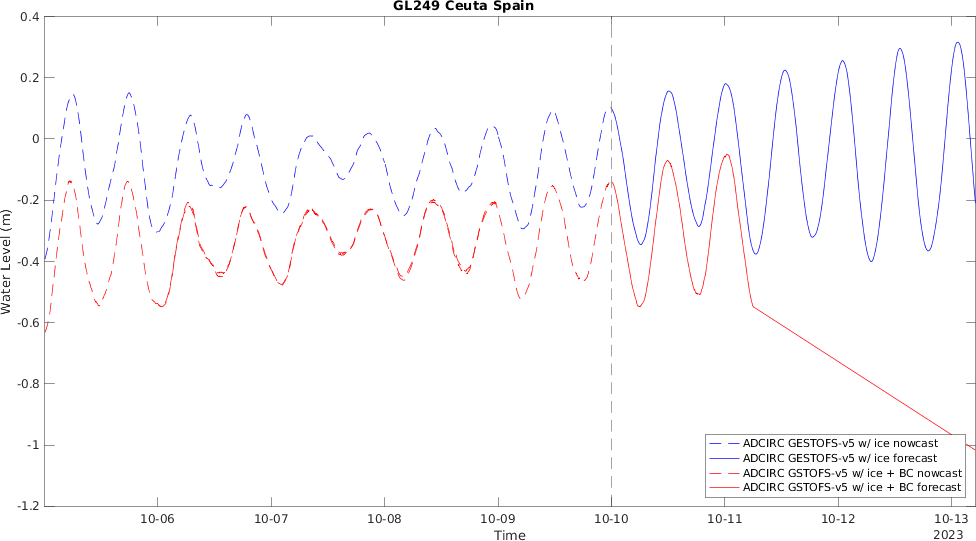 GL249 Ceuta Spain
0.4
0.2
0
-0.2
-0.4
-0.6
-0.8
-1
-1.2
Water Level (m)
ADCIRC GESTOFS-v5 w/ ice nowcast
ADCIRC GESTOFS-v5 w/ ice forecast
ADCIRC GSTOFS-v5 w/ ice + BC nowcast
ADCIRC GSTOFS-v5 w/ ice + BC forecast
10-06 10-07 10-08 10-09 10-10 10-11 10-12 10-13
Time
2023